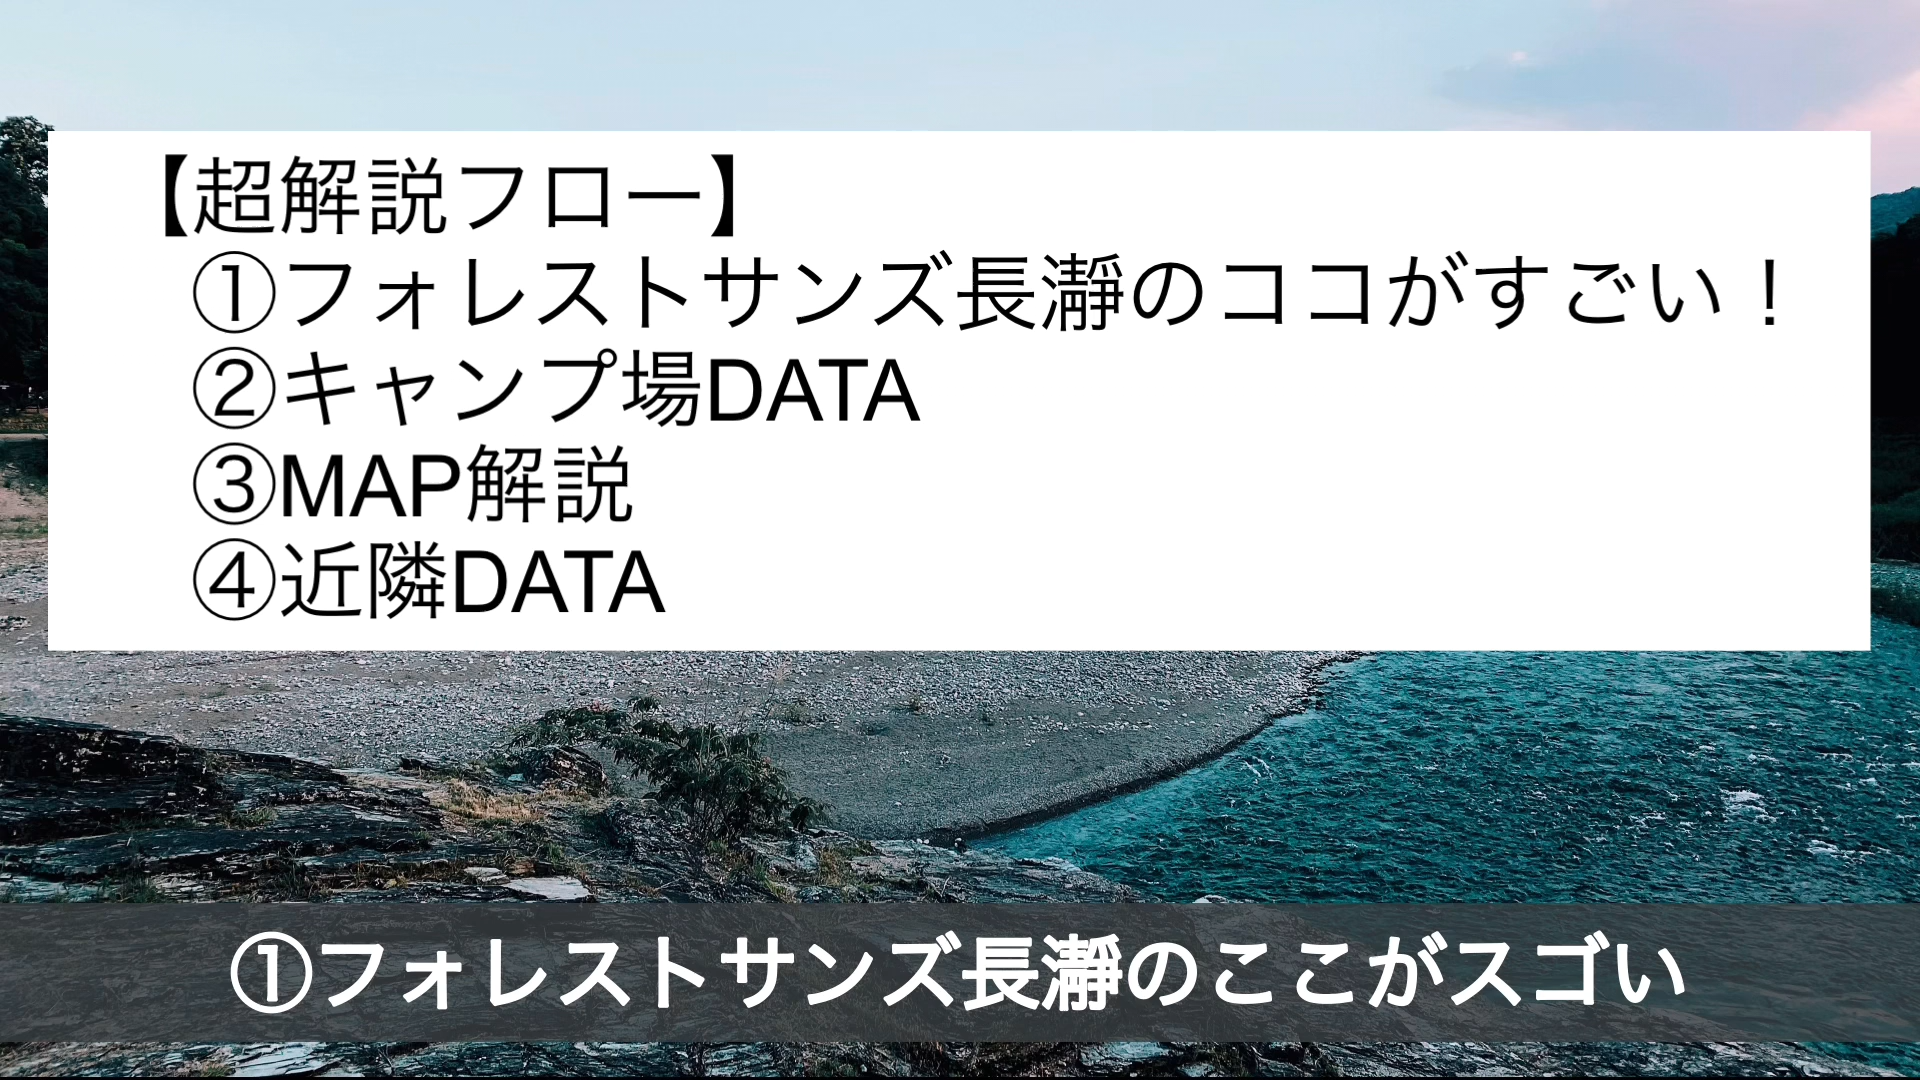 【超解説フロー】
①フォレストサンズ長瀞のココがすごい！
②キャンプ場DATA
③MAP解説
④近隣DATA
①フォレストサンズ長瀞のここがスゴい